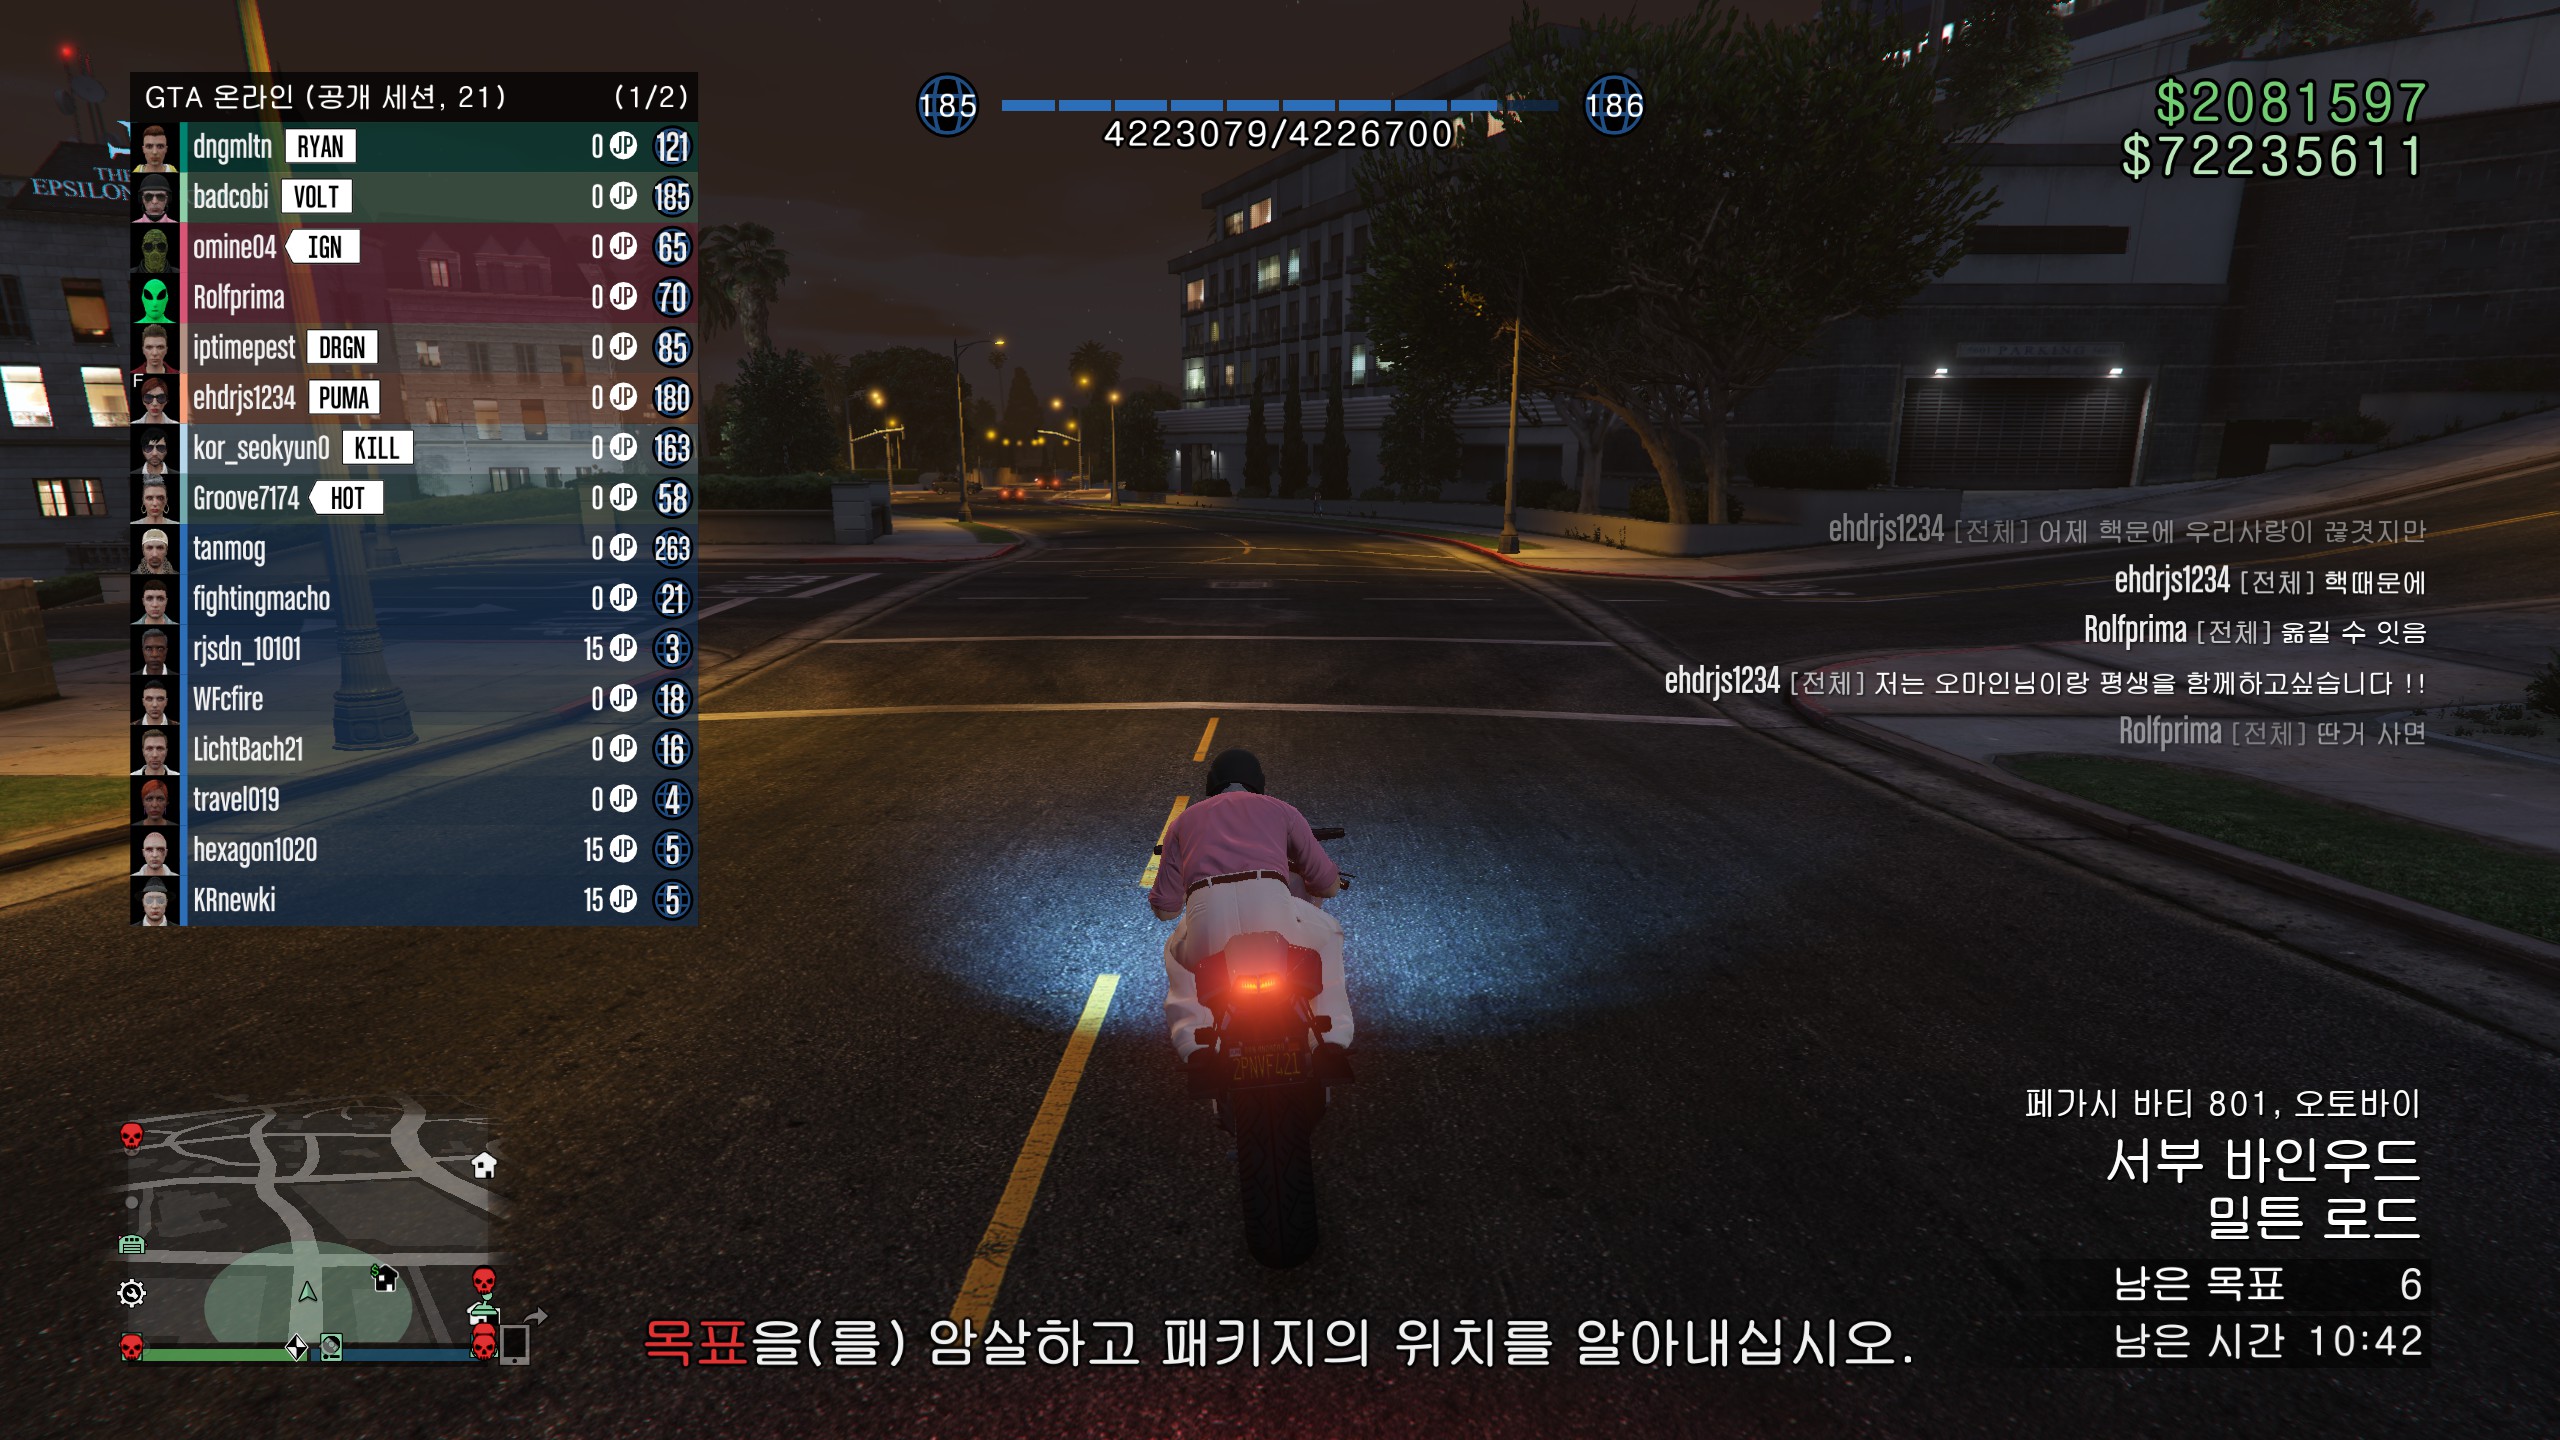 GTA 온라인 (공개 세션, 21) (1/2)
dngmltn RYAN 0 JP 121
badcobi VOLT 0 JP 185
omine04 IGN 0 JP 65
Rolfprima 0 JP 70
iptimepest DRGN 0 JP 85
F
ehdrjs1234 PUMA 0 JP 180
kor_seokyun0 KILL 0 JP 163
Groove7174 HOT 0 JP 58
tanmog 0 JP 263
fightingmacho 0 JP 21
rjsdn_10101 15 JP 3
WFcfire 0 JP 18
LichtBach21 0 JP 16
travel019 0 JP 4
hexagon1020 15 JP 5
KRnewki 15 JP 5
THE
EPSILON
185 186
4223079/4226700
$2081597
$72235611
PARKING
ehdrjs1234 [전체] 어제 핵문에 우리사랑이 끊겻지만
ehdrjs1234 [전체] 핵때문에
Rolfprima [전체] 옮길 수 잇음
ehdrjs1234 [전체] 저는 오마인님이랑 평생을 함께하고싶습니다 !!
Rolfprima [전체] 딴거 사면
2PNVF421
페가시 바티 801, 오토바이
서부 바인우드
밀튼 로드
남은 목표 6
남은 시간 10:42
목표을(를) 암살하고 패키지의 위치를 알아내십시오.